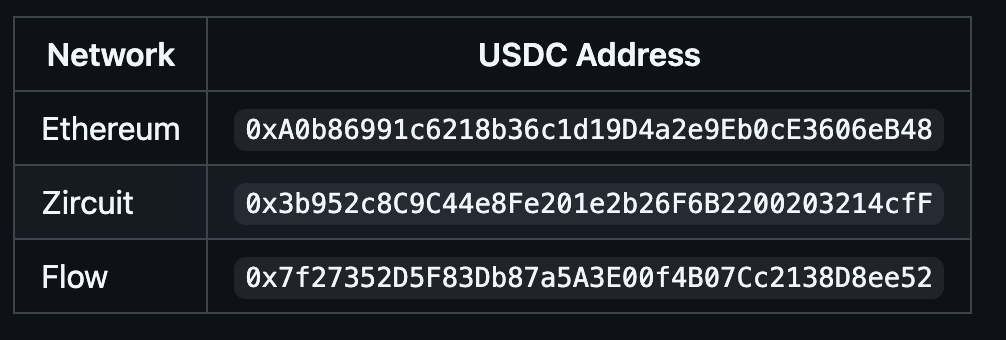 Network USDC Address
Ethereum 0xA0b86991c6218b36c1d19D4a2e9Eb0cE3606eB48
Zircuit 0x3b952c8C9C44e8Fe201e2b26F6B2200203214cfF
Flow 0x7f27352D5F83Db87a5A3E00f4B07Cc2138D8ee52